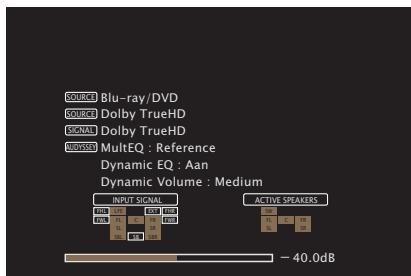 SOURCE Blu-ray/DVD
SOURCE Dolby TrueHD
SIGNAL Dolby TrueHD
AUDYSSEY MultEQ : Reference
Dynamic EQ : Aan
Dynamic Volume : Medium
INPUT SIGNAL ACTIVE SPEAKERS
FHL LFE EXT FHR SW
FWL FL C FR FWR FL C FR
SL SR SL SR
SBL SB SBR
－40.0dB